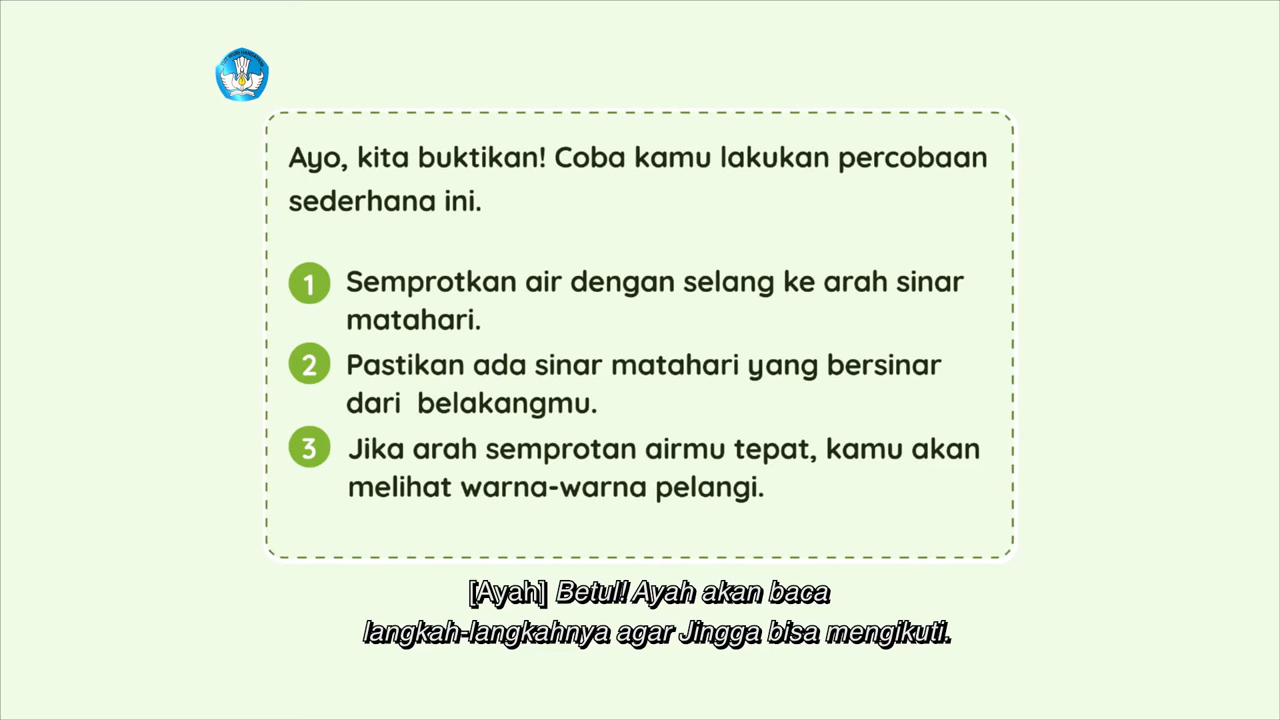 Ayo, kita buktikan! Coba kamu lakukan percobaan
sederhana ini.
1 Semprotkan air dengan selang ke arah sinar
matahari.
2 Pastikan ada sinar matahari yang bersinar
dari belakangmu.
3 Jika arah semprotan airmu tepat, kamu akan
melihat warna-warna pelangi.
[Ayah] Betul! Ayah akan baca
langkah-langkahnya agar Jingga bisa mengikuti.